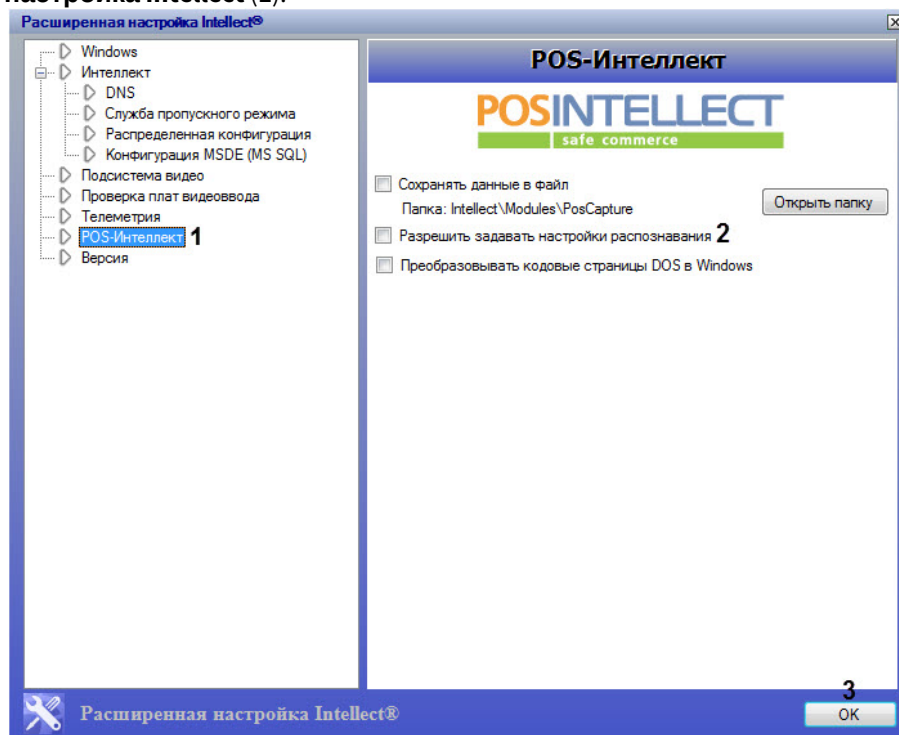 настройка Intellect (1).
Расширенная настройка Intellect®
Windows
Интеллект
DNS
Служба пропускного режима
Распределенная конфигурация
Конфигурация MSDE (MS SQL)
Подсистема видео
Проверка плат видеоввода
Телеметрия
POS-Интеллект 1
Версия
POS-Интеллект
POSINTELLECT
safe commerce
Сохранять данные в файл
Папка: Intellect\Modules\PosCapture
Открыть папку
Разрешить задавать настройки распознавания 2
Преобразовывать кодовые страницы DOS в Windows
3
Расширенная настройка Intellect®
OK